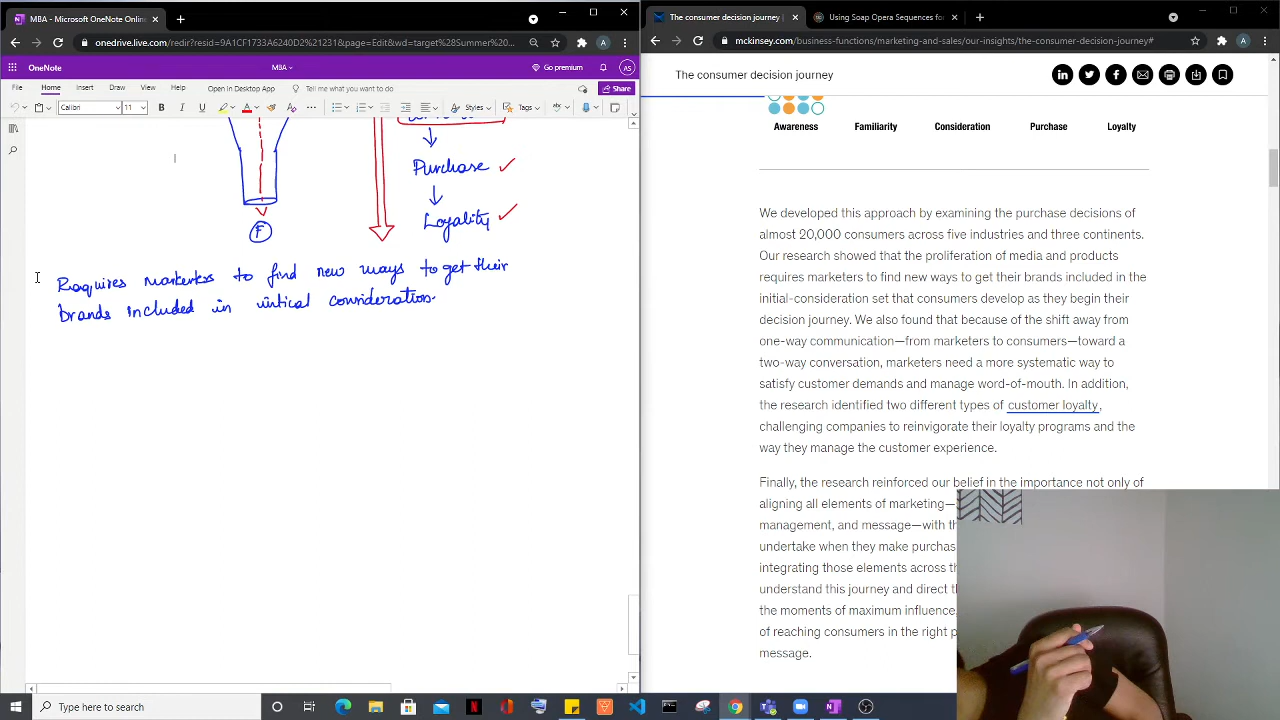 MBA - Microsoft OneNote Online
onedrive.live.com/redir?resid=9A1CF1733A6240D2%21231&page=Edit&wd=target%28Summer%20...
A
OneNote
MBA
Go premium
AS
File
Home
Insert
Draw
View
Help
Open In Desktop App
Tell me what you want to do
Share
Calibri
11
B
I
U
A
Styles
Tags
Purchase
Loyality
F
Requires markerters to find new ways to get their
brands included in initical consideration.
The consumer decision journey
Using Soap Opera Sequences fo
mckinsey.com/business-functions/marketing-and-sales/our-insights/the-consumer-decision-journey#
A
The consumer decision journey
Awareness
Familiarity
Consideration
Purchase
Loyalty
We developed this approach by examining the purchase decisions of
almost 20,000 consumers across five industries and three continents.
Our research showed that the proliferation of media and products
requires marketers to find new ways to get their brands included in the
initial-consideration set that consumers develop as they begin their
decision journey. We also found that because of the shift away from
one-way communication—from marketers to consumers—toward a
two-way conversation, marketers need a more systematic way to
satisfy customer demands and manage word-of-mouth. In addition,
the research identified two different types of customer loyalty,
challenging companies to reinvigorate their loyalty programs and the
way they manage the customer experience.
Finally, the research reinforced our belief in the importance not only of
aligning all elements of marketing—
management, and message—with th
undertake when they make purchas
integrating those elements across th
understand this journey and direct th
the moments of maximum influence,
of reaching consumers in the right p
message.
Type here to search